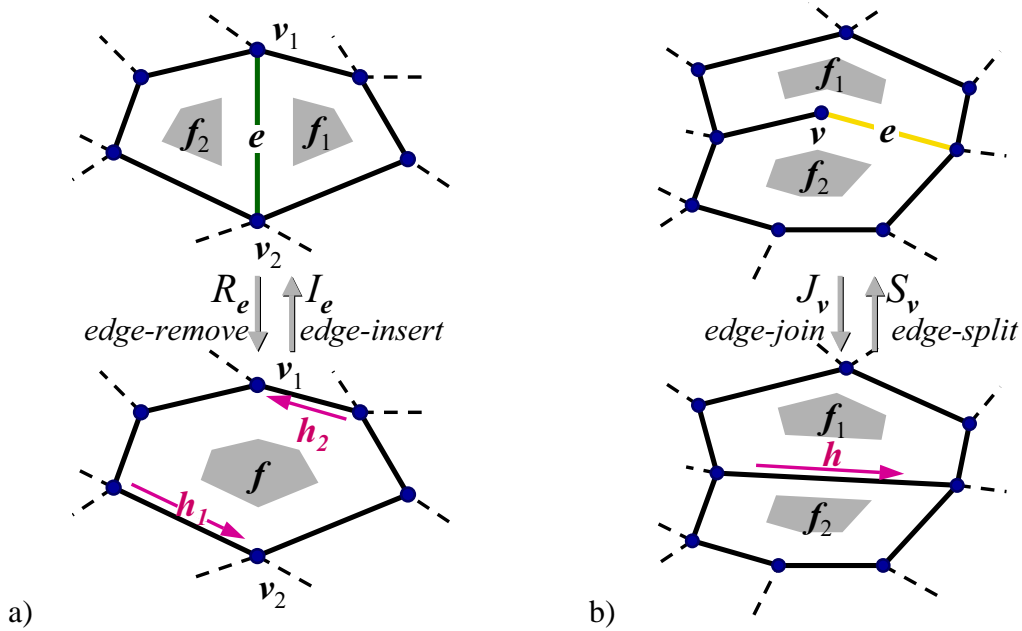 v1
f2 e f1
v2
Re Ie
edge-remove edge-insert
v1
h2
f
h1
v2
a)
f1
v e
f2
Jv Sv
edge-join edge-split
f1
h
f2
b)